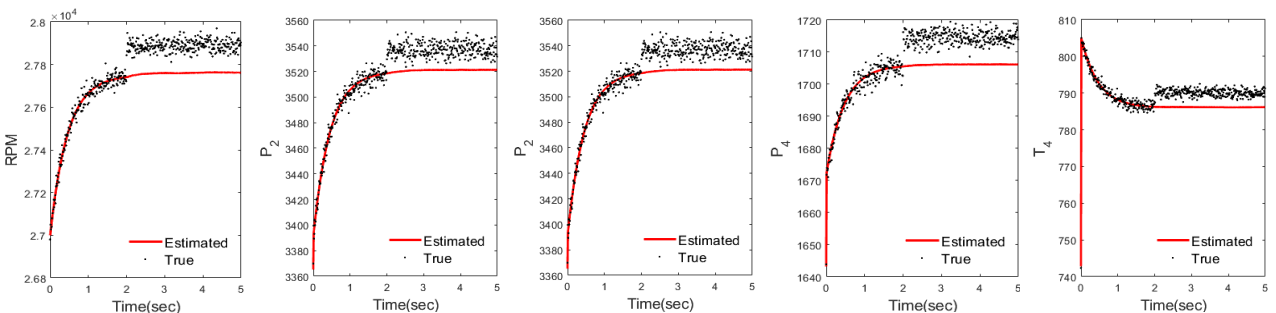 × 10⁴
2.8
2.78
2.76
2.74
2.72
2.7
2.68
RPM
0 1 2 3 4 5
Time(sec)
Estimated
True
3560
3540
3520
3500
3480
3460
3440
3420
3400
3380
3360
P₂
0 1 2 3 4 5
Time(sec)
Estimated
True
3560
3540
3520
3500
3480
3460
3440
3420
3400
3380
3360
P₂
0 1 2 3 4 5
Time(sec)
Estimated
True
1720
1710
1700
1690
1680
1670
1660
1650
1640
P₄
0 1 2 3 4 5
Time(sec)
Estimated
True
810
800
790
780
770
760
750
740
T₄
0 1 2 3 4 5
Time(sec)
Estimated
True